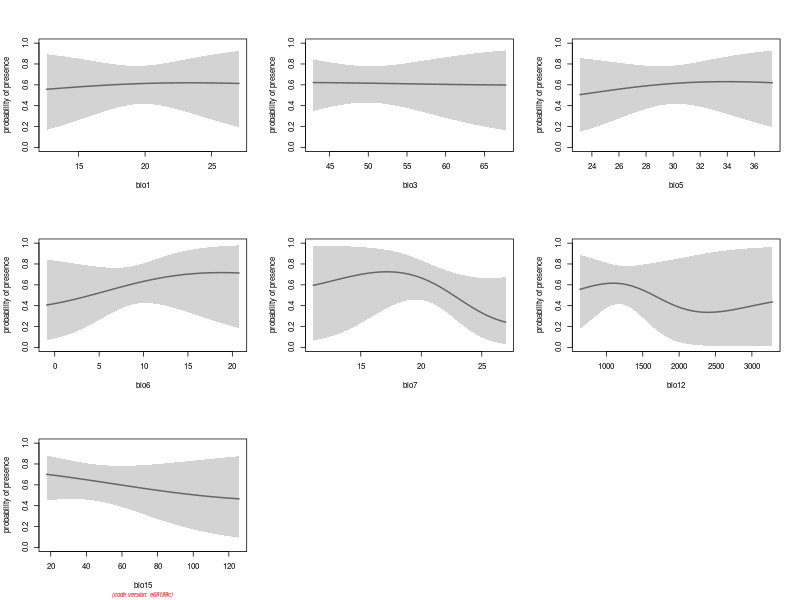 probability of presence
0.0 0.2 0.4 0.6 0.8 1.0
15 20 25
bio1
probability of presence
0.0 0.2 0.4 0.6 0.8 1.0
45 50 55 60 65
bio3
probability of presence
0.0 0.2 0.4 0.6 0.8 1.0
24 26 28 30 32 34 36
bio5
probability of presence
0.0 0.2 0.4 0.6 0.8 1.0
0 5 10 15 20
bio6
probability of presence
0.0 0.2 0.4 0.6 0.8 1.0
15 20 25
bio7
probability of presence
0.0 0.2 0.4 0.6 0.8 1.0
1000 1500 2000 2500 3000
bio12
probability of presence
0.0 0.2 0.4 0.6 0.8 1.0
20 40 60 80 100 120
bio15
(code version: